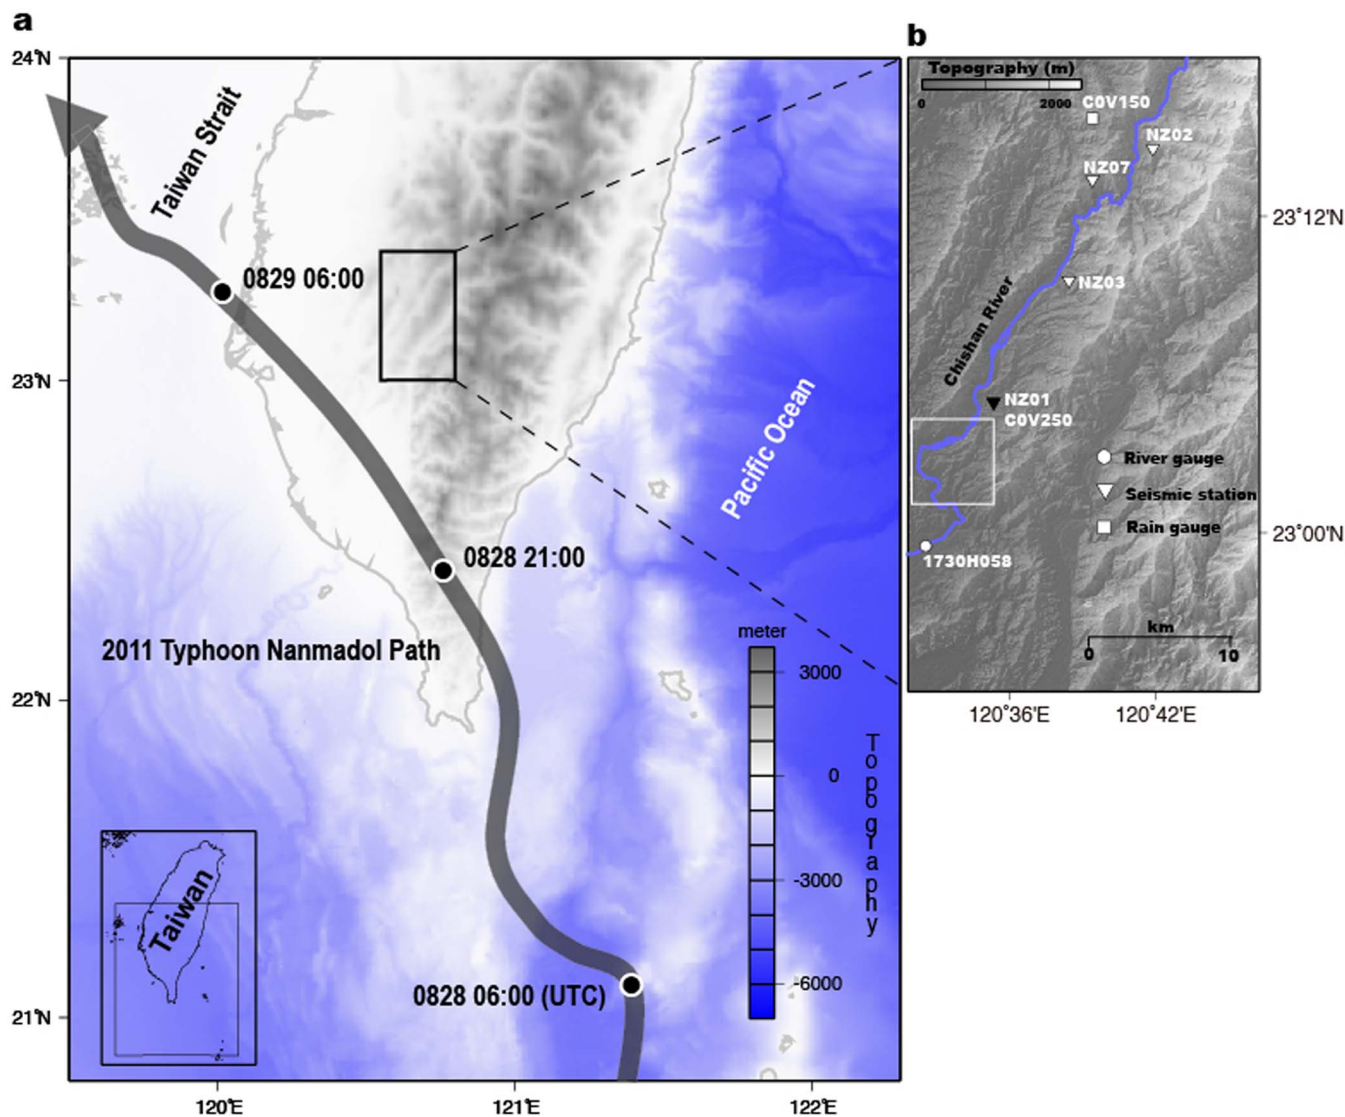 a
24°N
23°N
22°N
21°N
120°E
121°E
122°E
Taiwan Strait
0829 06:00
0828 21:00
2011 Typhoon Nanmadol Path
0828 06:00 (UTC)
Pacific Ocean
meter
3000
0
-3000
-6000
Topography
Taiwan
b
Topography (m)
0 2000
C0V150
NZ02
NZ07
NZ03
Chishan River
NZ01
C0V250
River gauge
Seismic station
Rain gauge
1730H058
km
0 10
23°12'N
23°00'N
120°36'E
120°42'E